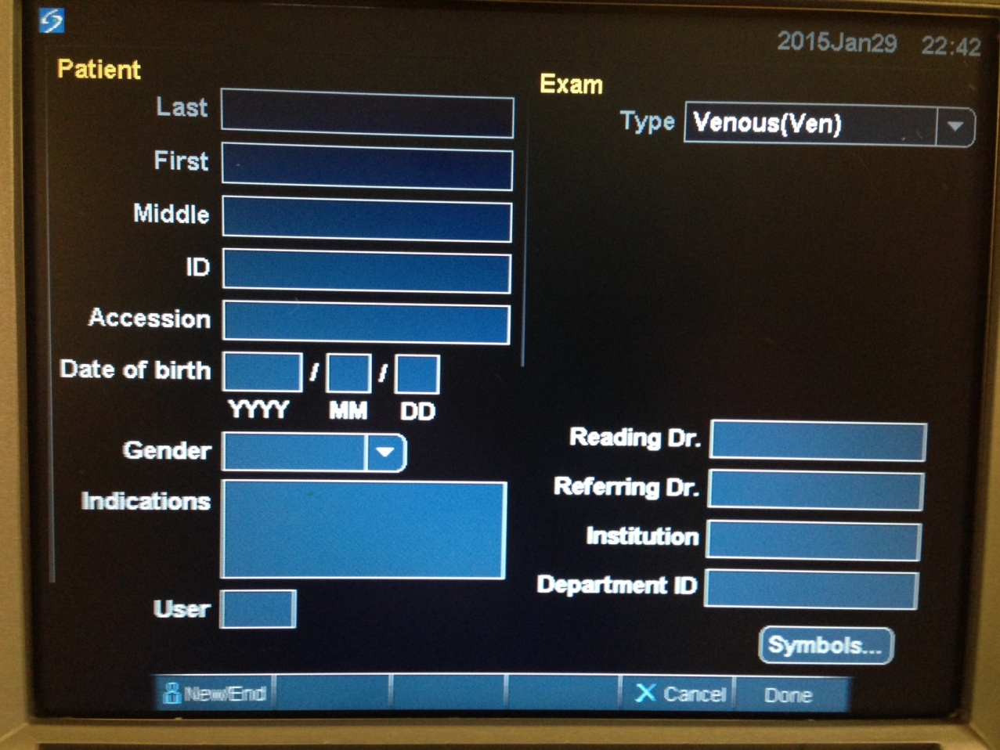 2015Jan29 22:42
Patient
Last
First
Middle
ID
Accession
Date of birth / /
YYYY MM DD
Gender
Indications
User
Exam
Type Venous(Ven)
Reading Dr.
Referring Dr.
Institution
Department ID
Symbols...
New/End Cancel Done